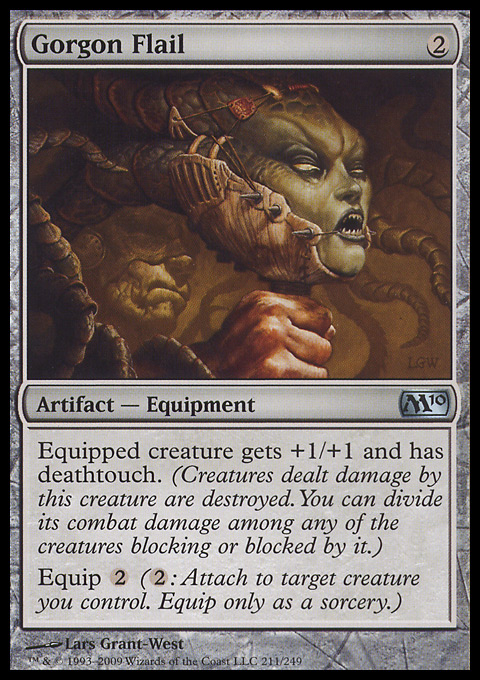 Gorgon Flail 2
LGW
Artifact — Equipment M10
Equipped creature gets +1/+1 and has
deathtouch. (Creatures dealt damage by
this creature are destroyed. You can divide
its combat damage among any of the
creatures blocking or blocked by it.)
Equip 2 (2: Attach to target creature
you control. Equip only as a sorcery.)
Lars Grant-West
™ & © 1993–2009 Wizards of the Coast LLC 211/249